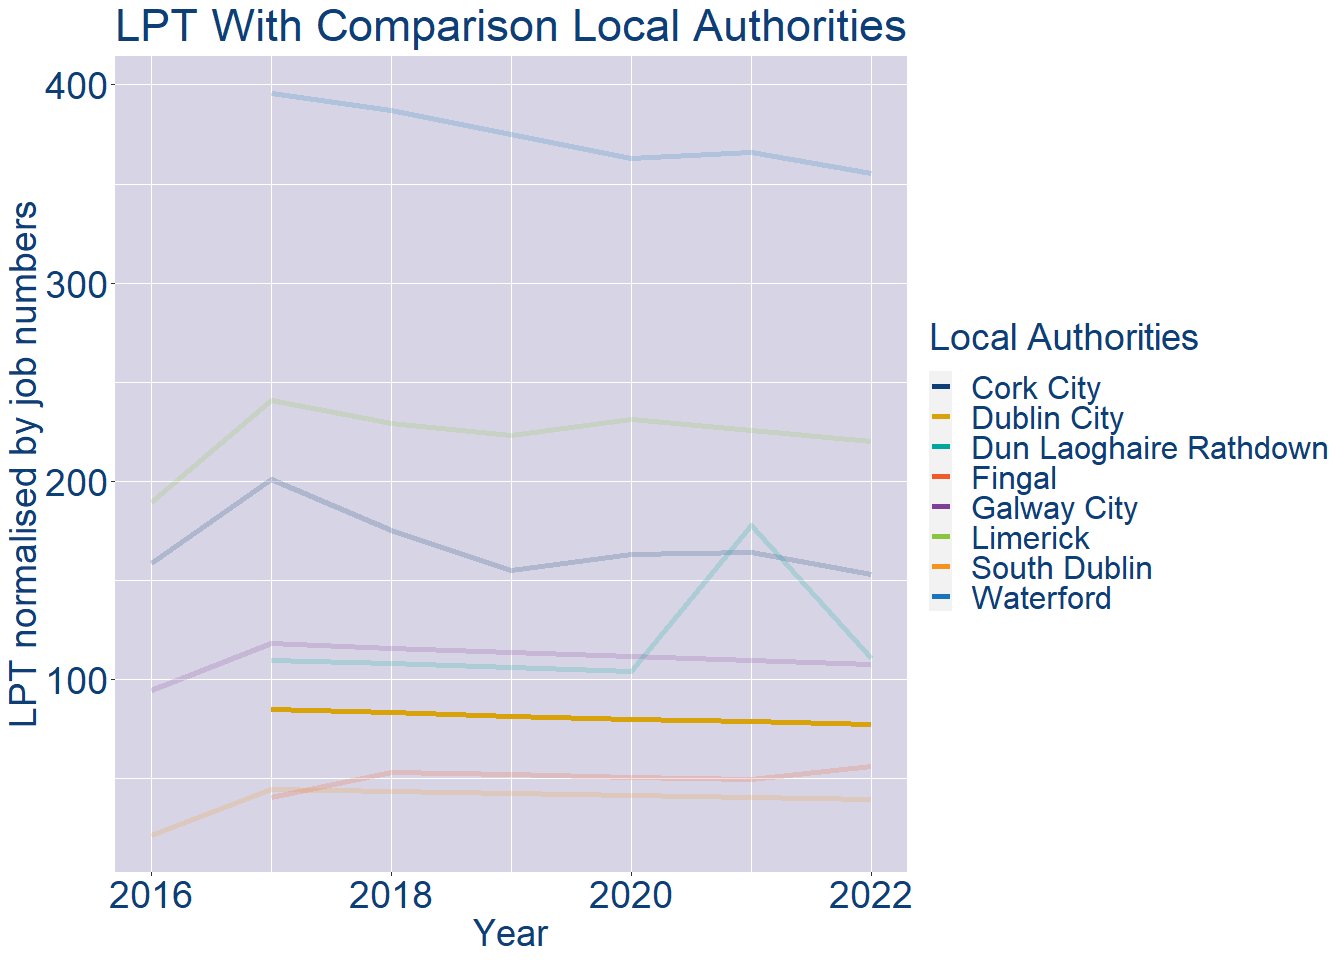 LPT With Comparison Local Authorities
LPT normalised by job numbers
400
300
200
100
2016 2018 2020 2022
Year
Local Authorities
Cork City
Dublin City
Dun Laoghaire Rathdown
Fingal
Galway City
Limerick
South Dublin
Waterford